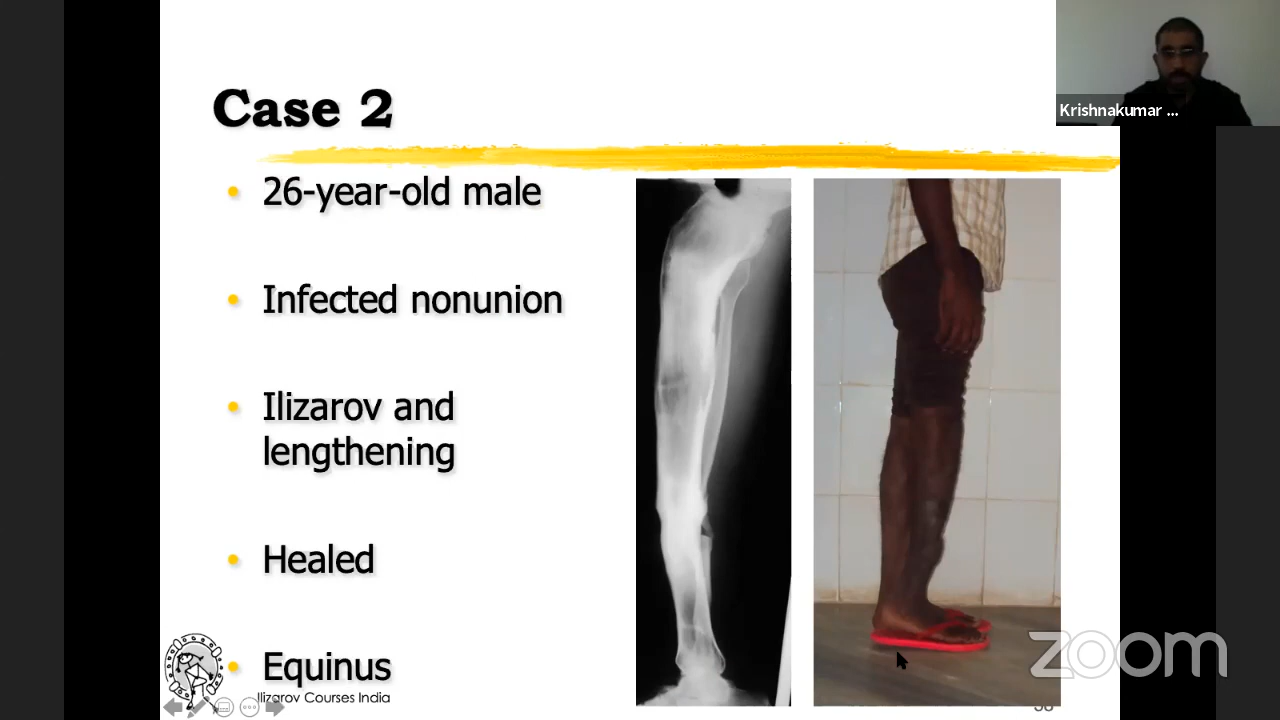 Krishnakumar ...
Case 2
• 26-year-old male
• Infected nonunion
• Ilizarov and
lengthening
• Healed
• Equinus
Ilizarov Courses India
zoom